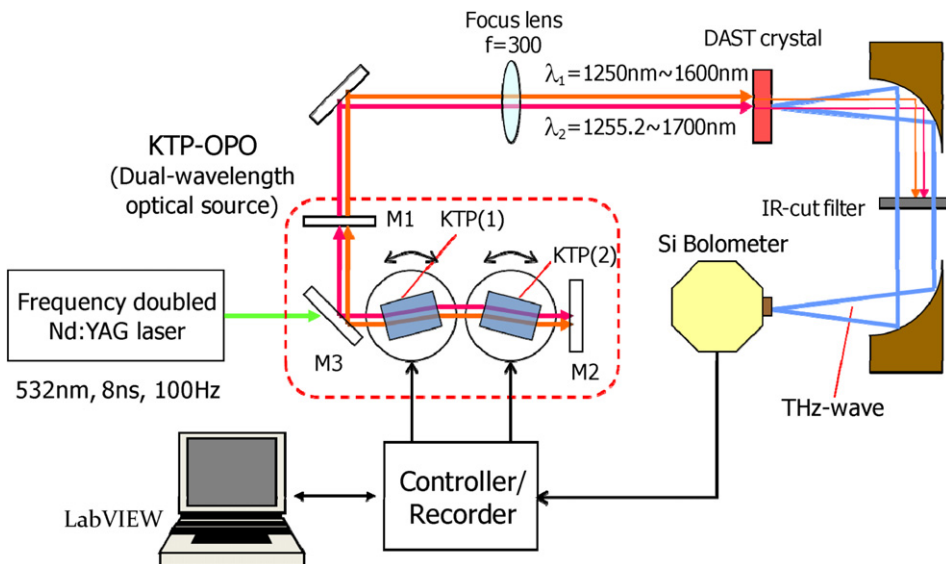 Focus lens
f=300
DAST crystal
λ1=1250nm~1600nm
λ2=1255.2~1700nm
KTP-OPO
(Dual-wavelength
optical source)
M1
KTP(1)
KTP(2)
IR-cut filter
Si Bolometer
Frequency doubled
Nd:YAG laser
M3
M2
532nm, 8ns, 100Hz
THz-wave
Controller/
Recorder
LabVIEW